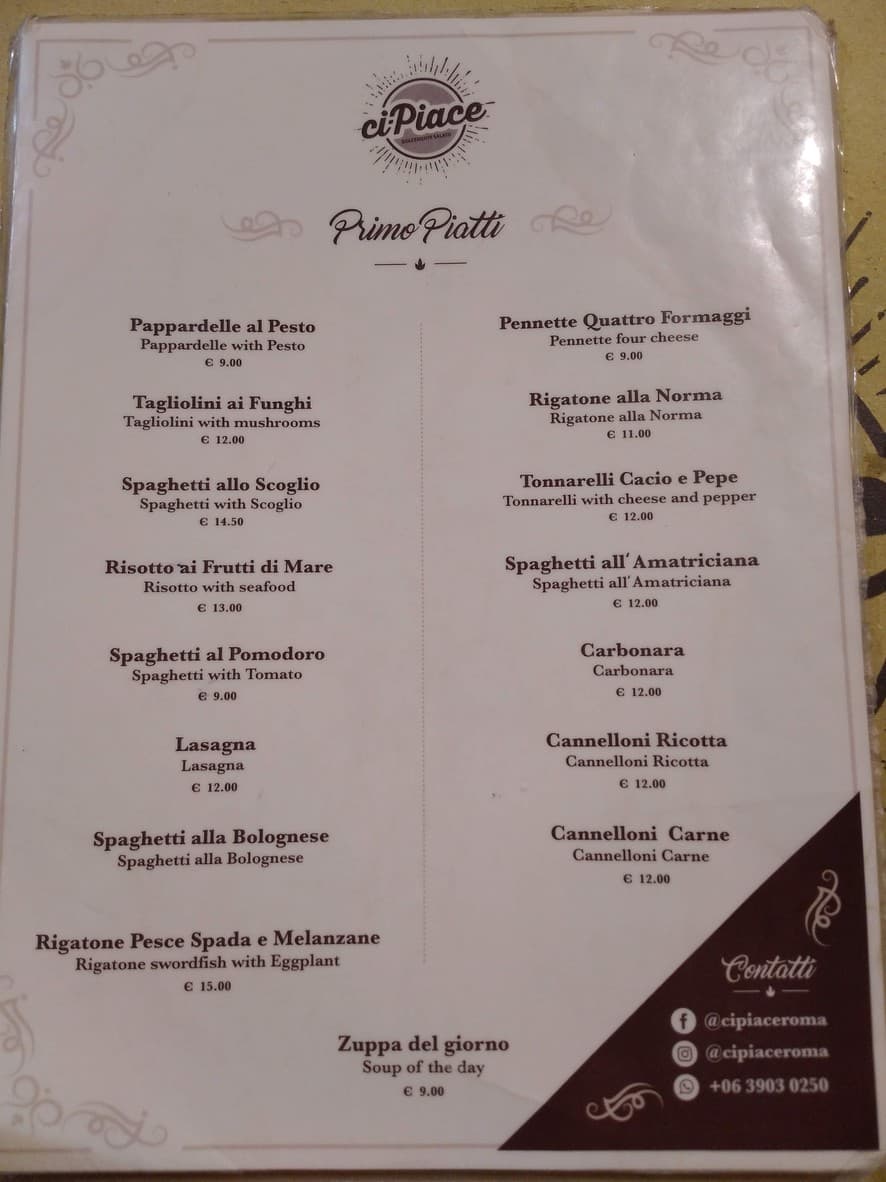 ci Piace
Primo Piatti
Pappardelle al Pesto
Pappardelle with Pesto
€ 9.00
Tagliolini ai Funghi
Tagliolini with mushrooms
€ 12.00
Spaghetti allo Scoglio
Spaghetti with Scoglio
€ 14.50
Risotto ai Frutti di Mare
Risotto with seafood
€ 13.00
Spaghetti al Pomodoro
Spaghetti with Tomato
€ 9.00
Lasagna
Lasagna
€ 12.00
Spaghetti alla Bolognese
Spaghetti alla Bolognese
Rigatone Pesce Spada e Melanzane
Rigatone swordfish with Eggplant
€ 15.00
Pennette Quattro Formaggi
Pennette four cheese
€ 9.00
Rigatone alla Norma
Rigatone alla Norma
€ 11.00
Tonnarelli Cacio e Pepe
Tonnarelli with cheese and pepper
€ 12.00
Spaghetti all'Amatriciana
Spaghetti all'Amatriciana
€ 12.00
Carbonara
Carbonara
€ 12.00
Cannelloni Ricotta
Cannelloni Ricotta
€ 12.00
Cannelloni Carne
Cannelloni Carne
€ 12.00
Zuppa del giorno
Soup of the day
€ 9.00
Contatti
@cipiaceroma
@cipiaceroma
+06 3903 0250